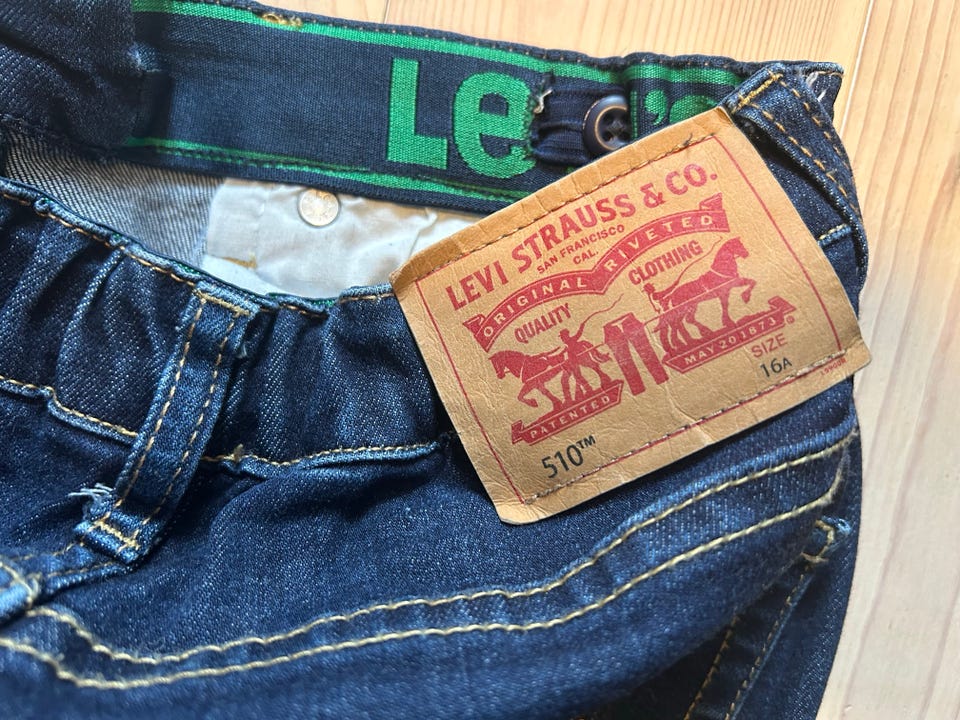 Le 's
LEVI STRAUSS & CO.
SAN FRANCISCO
CAL.
ORIGINAL RIVETED
QUALITY CLOTHING
PATENTED MAY 20 1873
SIZE
16A
510™